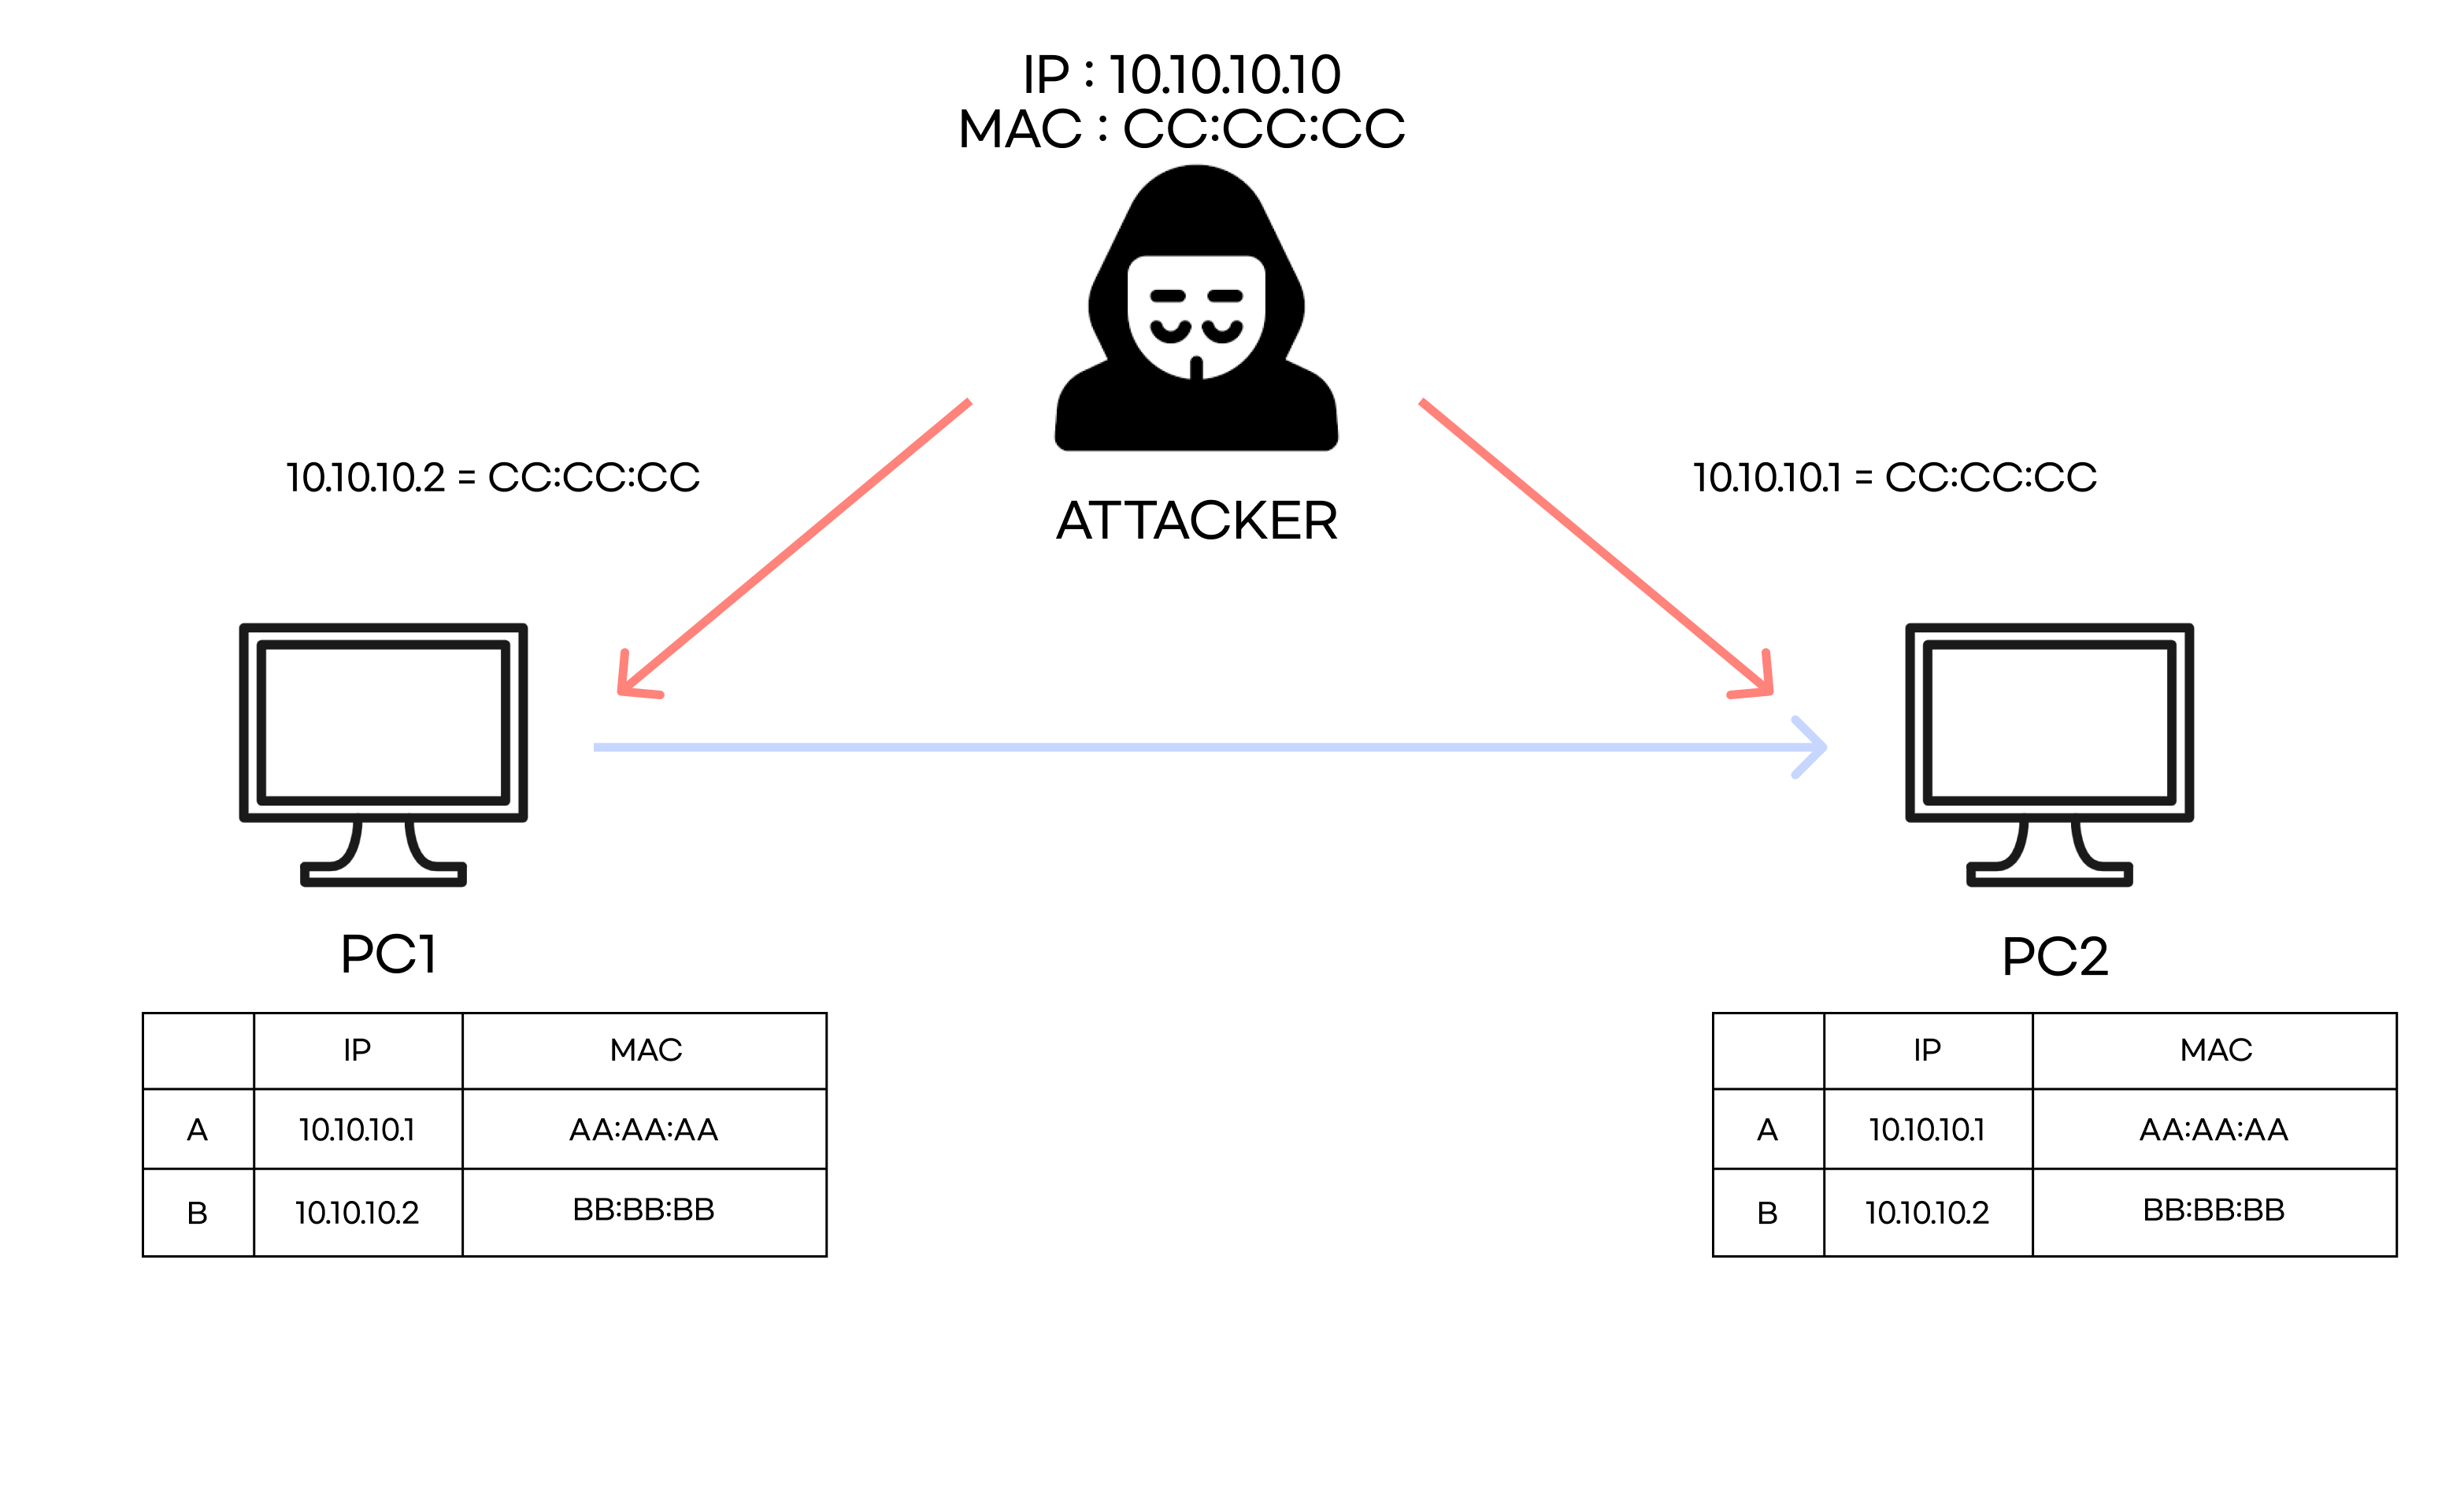 IP : 10.10.10.10
MAC : CC:CC:CC
10.10.10.2 = CC:CC:CC
10.10.10.1 = CC:CC:CC
ATTACKER
PC1
PC2
IP MAC
A 10.10.10.1 AA:AA:AA
B 10.10.10.2 BB:BB:BB
IP MAC
A 10.10.10.1 AA:AA:AA
B 10.10.10.2 BB:BB:BB